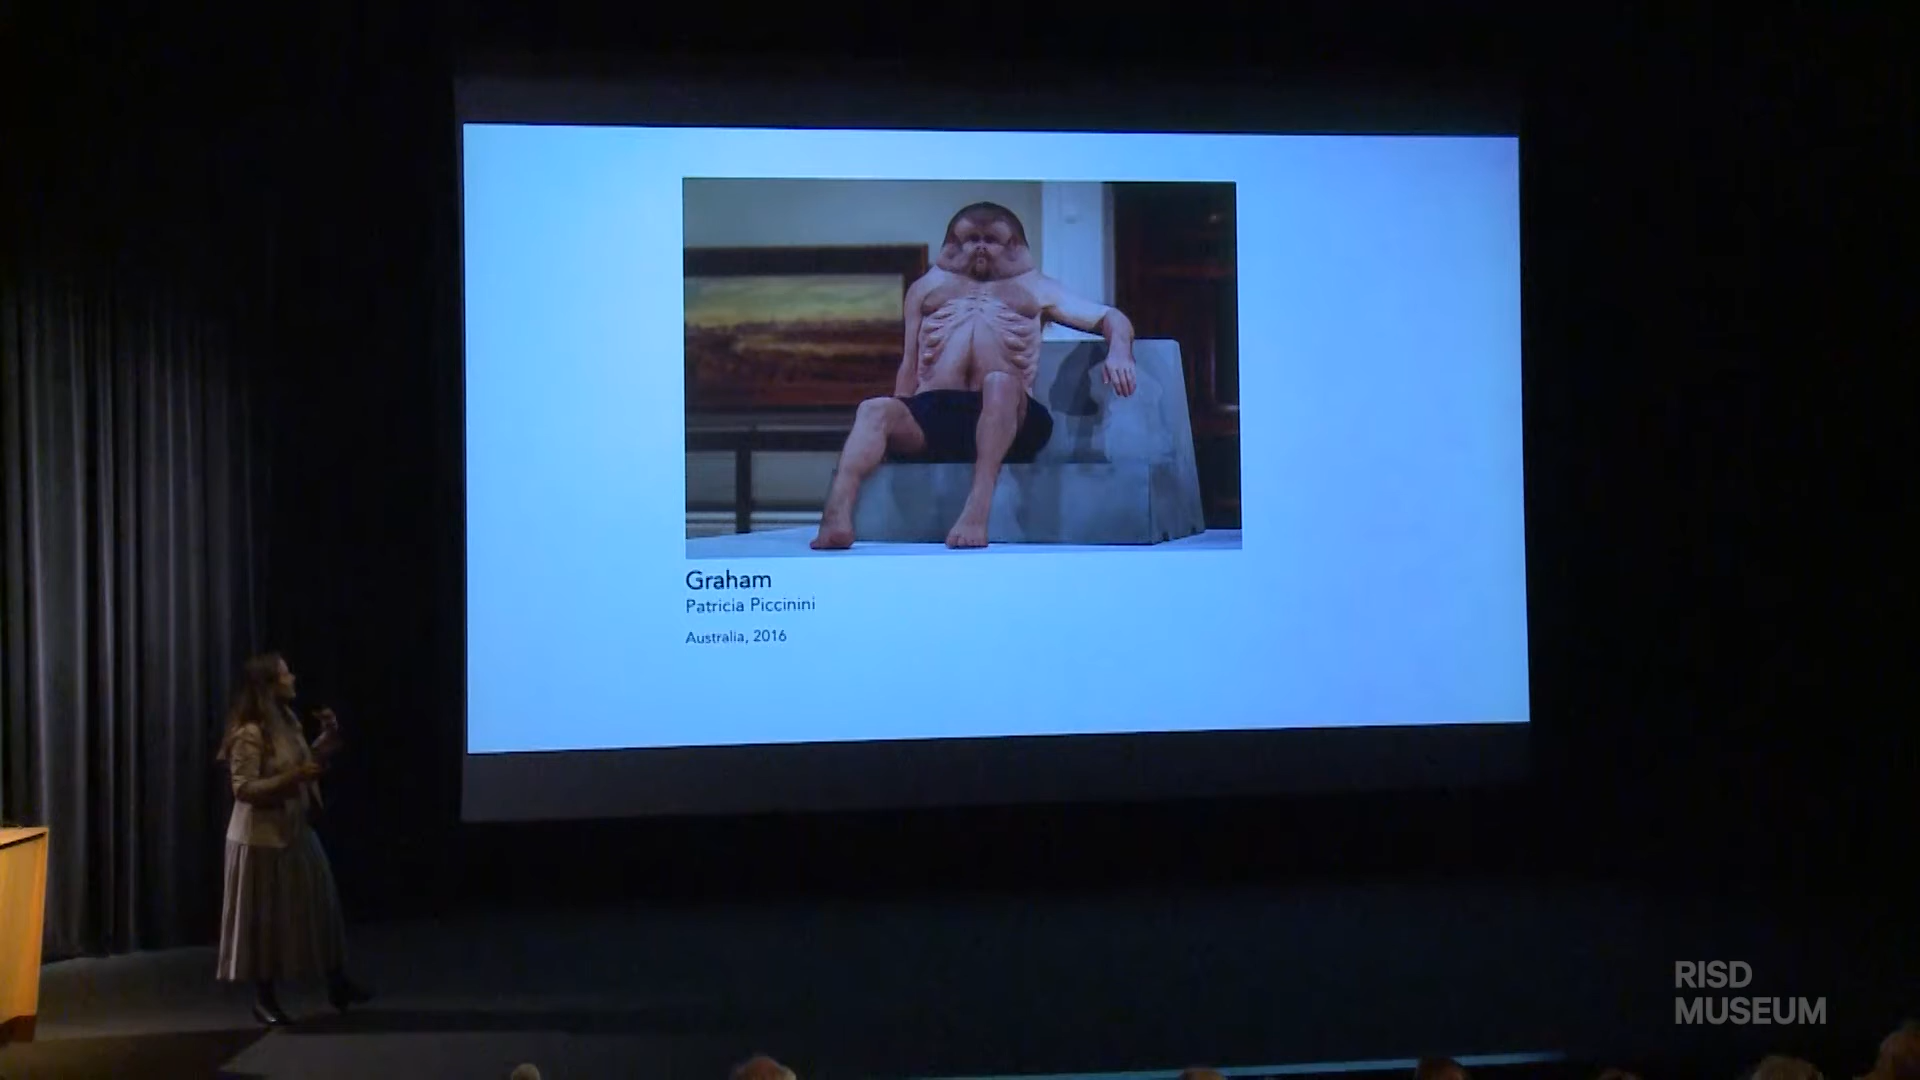 Graham
Patricia Piccinini
Australia, 2016
RISD
MUSEUM